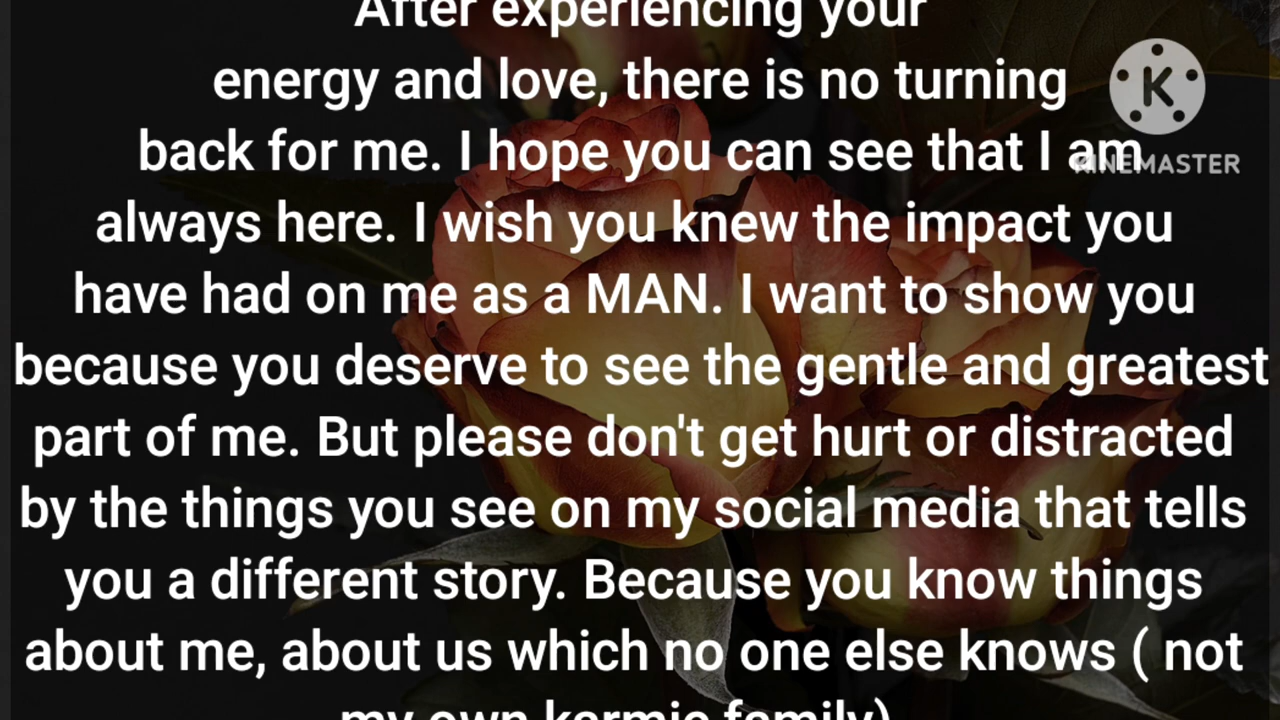 After experiencing your
energy and love, there is no turning
back for me. I hope you can see that I am
always here. I wish you knew the impact you
have had on me as a MAN. I want to show you
because you deserve to see the gentle and greatest
part of me. But please don't get hurt or distracted
by the things you see on my social media that tells
you a different story. Because you know things
about me, about us which no one else knows ( not
my own karmic family)
K
KINEMASTER